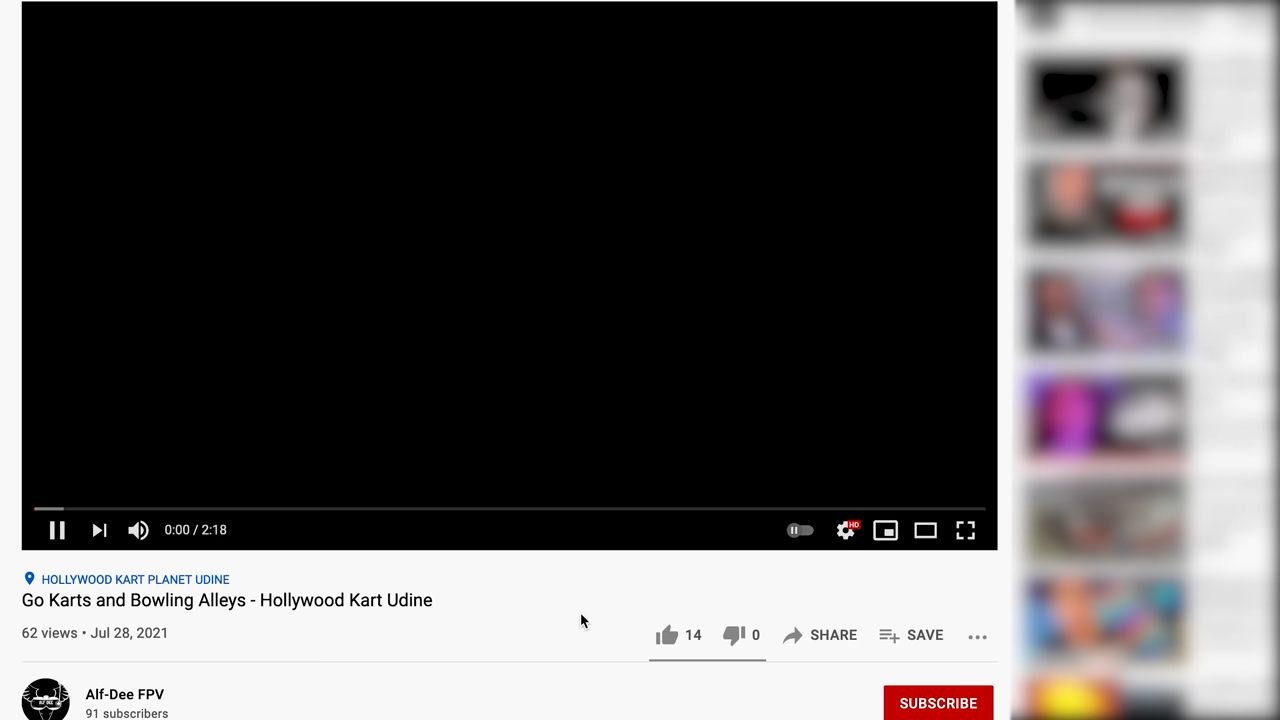 0:00 / 2:18
HD
HOLLYWOOD KART PLANET UDINE
Go Karts and Bowling Alleys - Hollywood Kart Udine
62 views • Jul 28, 2021
14
0
SHARE
SAVE
Alf-Dee FPV
91 subscribers
SUBSCRIBE